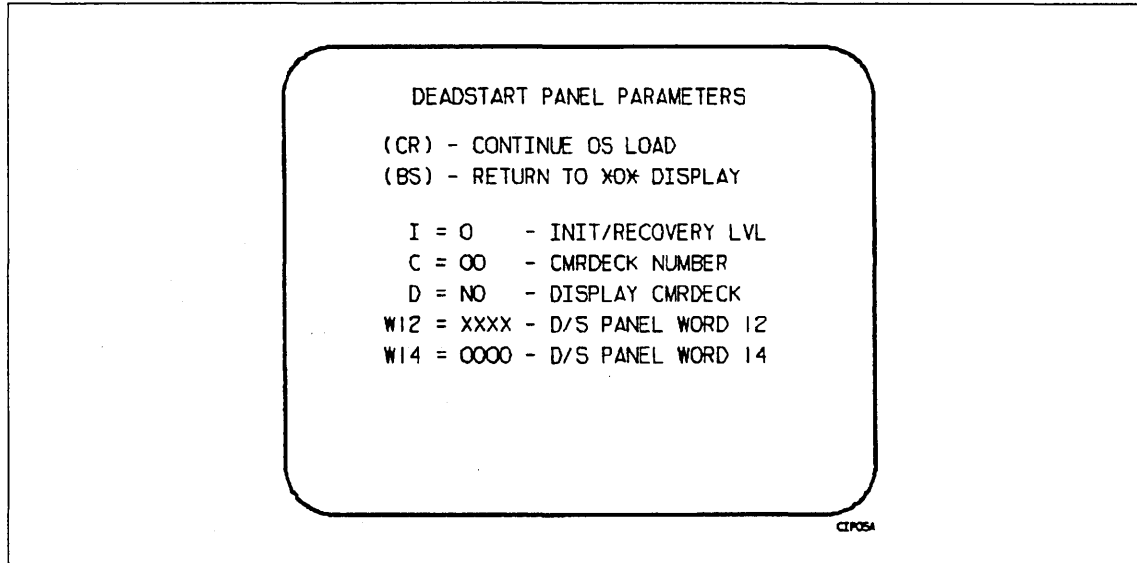 DEADSTART PANEL PARAMETERS
(CR) - CONTINUE OS LOAD
(BS) - RETURN TO *O* DISPLAY
I = 0 - INIT/RECOVERY LVL
C = 00 - CMRDECK NUMBER
D = NO - DISPLAY CMRDECK
W12 = XXXX - D/S PANEL WORD 12
W14 = 0000 - D/S PANEL WORD 14
CIP05A